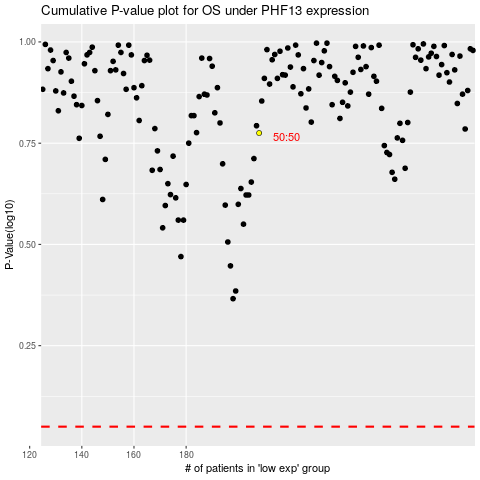 Cumulative P-value plot for OS under PHF13 expression
P-Value(log10)
1.00
0.75
0.50
0.25
50:50
120 140 160 180
# of patients in 'low exp' group